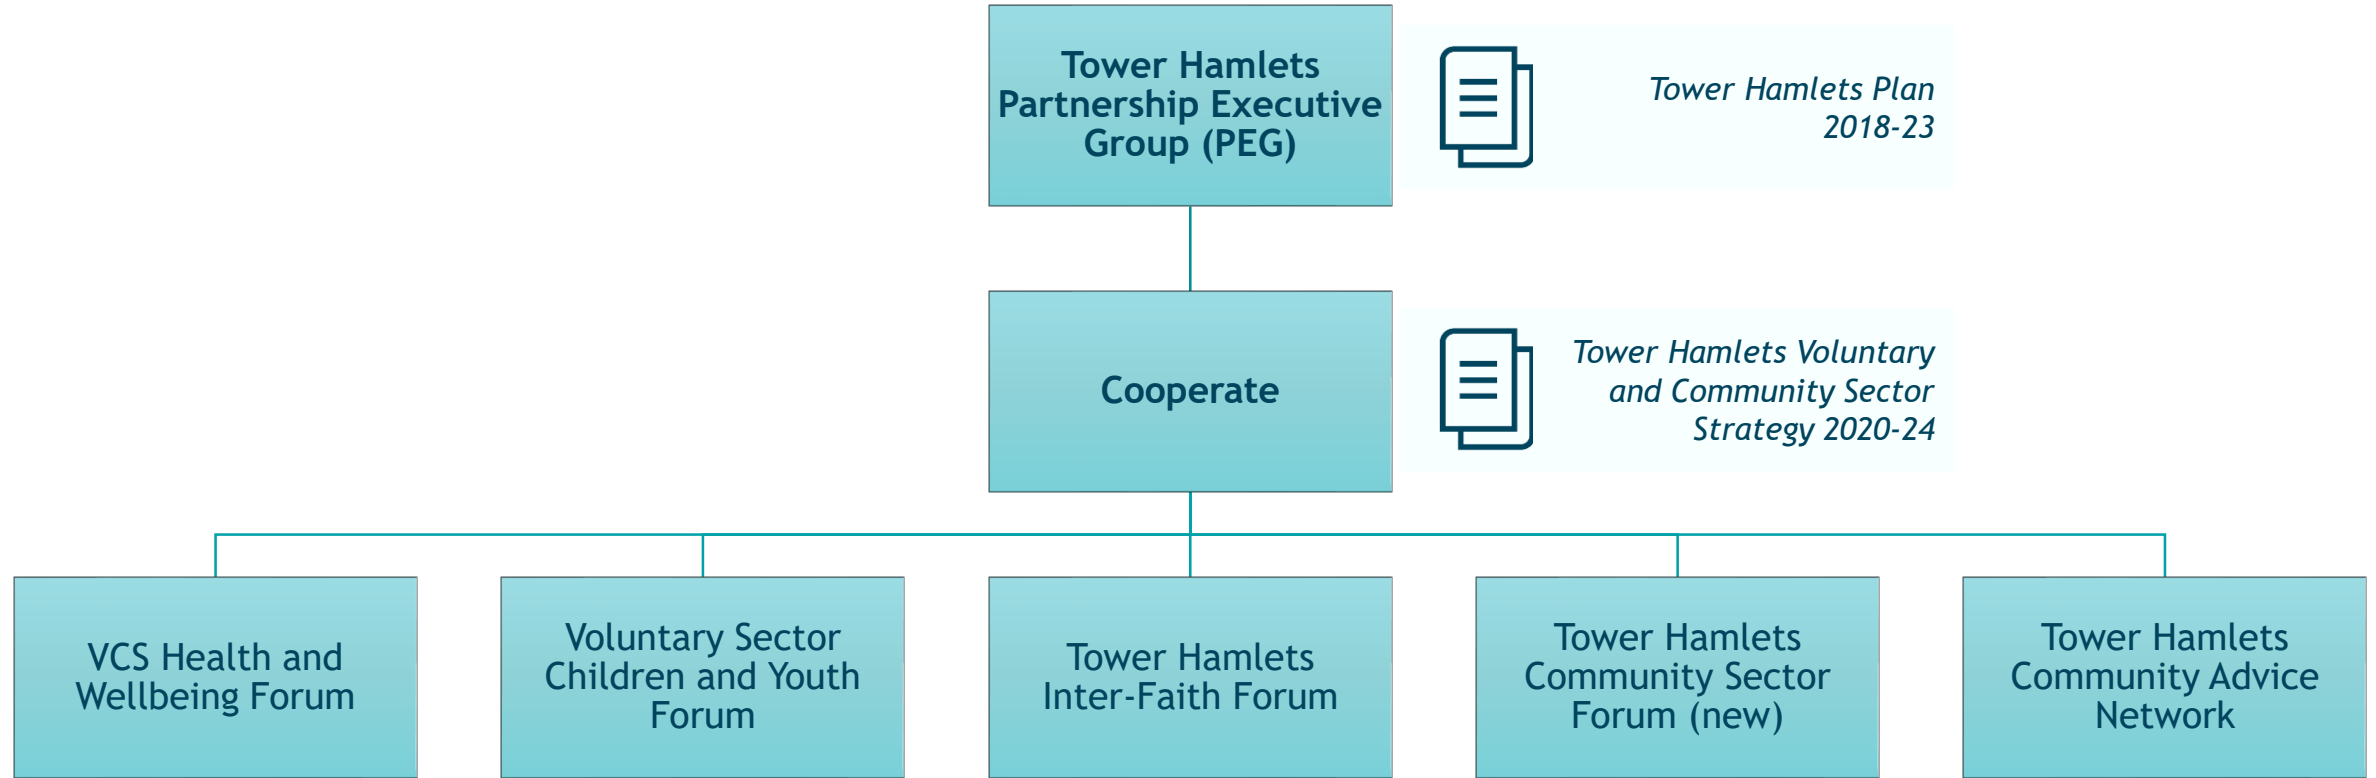 Tower Hamlets
Partnership Executive
Group (PEG)
Tower Hamlets Plan
2018-23
Cooperate
Tower Hamlets Voluntary
and Community Sector
Strategy 2020-24
VCS Health and
Wellbeing Forum
Voluntary Sector
Children and Youth
Forum
Tower Hamlets
Inter-Faith Forum
Tower Hamlets
Community Sector
Forum (new)
Tower Hamlets
Community Advice
Network